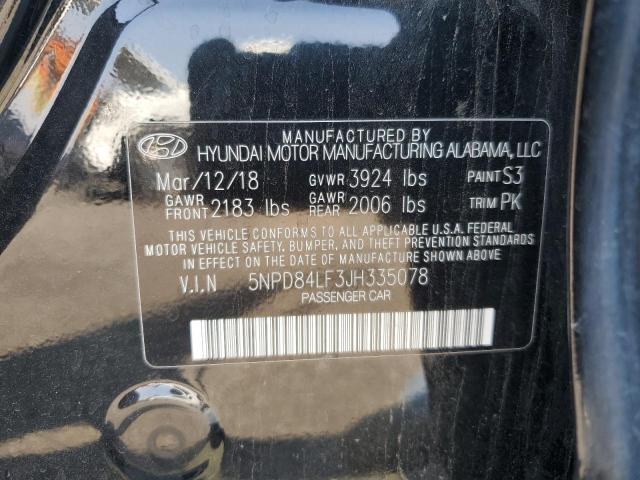 MANUFACTURED BY
HYUNDAI MOTOR MANUFACTURING ALABAMA, LLC
Mar/12/18 GVWR 3924 lbs PAINT S3
GAWR FRONT 2183 lbs GAWR REAR 2006 lbs TRIM PK
THIS VEHICLE CONFORMS TO ALL APPLICABLE U.S.A. FEDERAL
MOTOR VEHICLE SAFETY, BUMPER, AND THEFT PREVENTION STANDARDS
IN EFFECT ON THE DATE OF MANUFACTURE SHOWN ABOVE.
V.I.N 5NPD84LF3JH335078
PASSENGER CAR